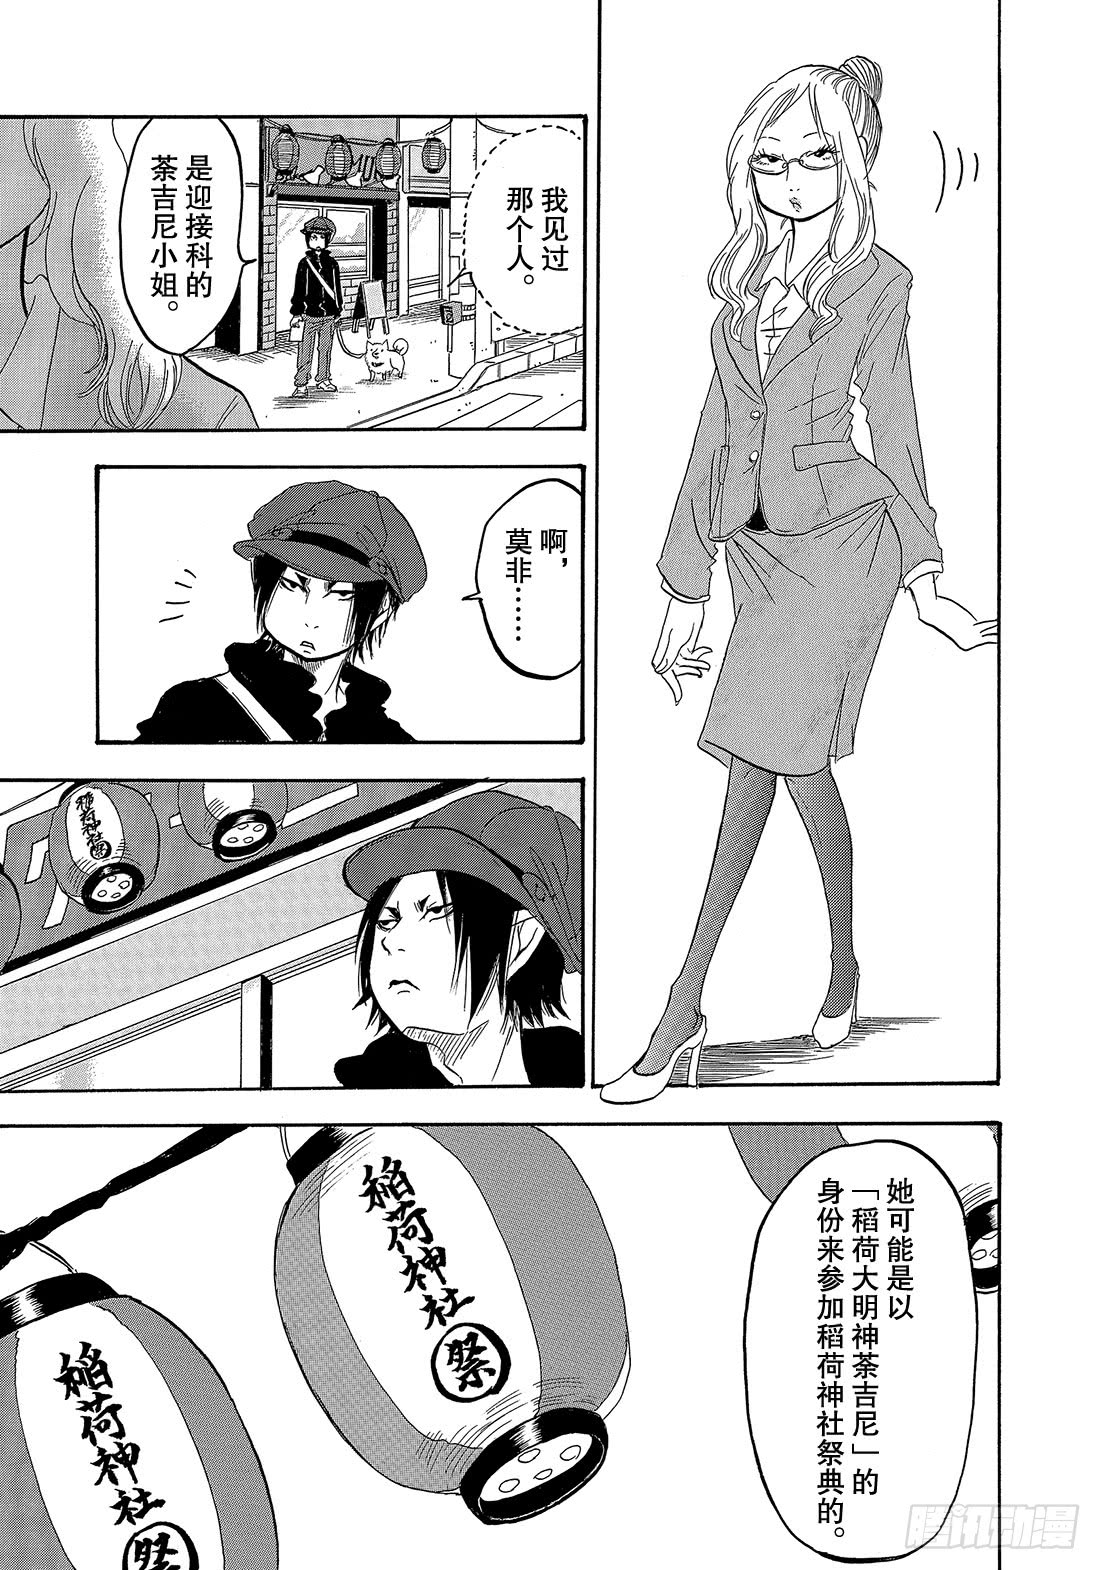 我见过
那个人。
MO
是迎接科的
荼吉尼小姐。
啊，
莫非……
稲荷神社祭
她可能是以
「稻荷大明神荼吉尼」的
身份来参加稻荷神社祭典的。
稲荷神社祭
稲荷神社祭
腾讯动漫